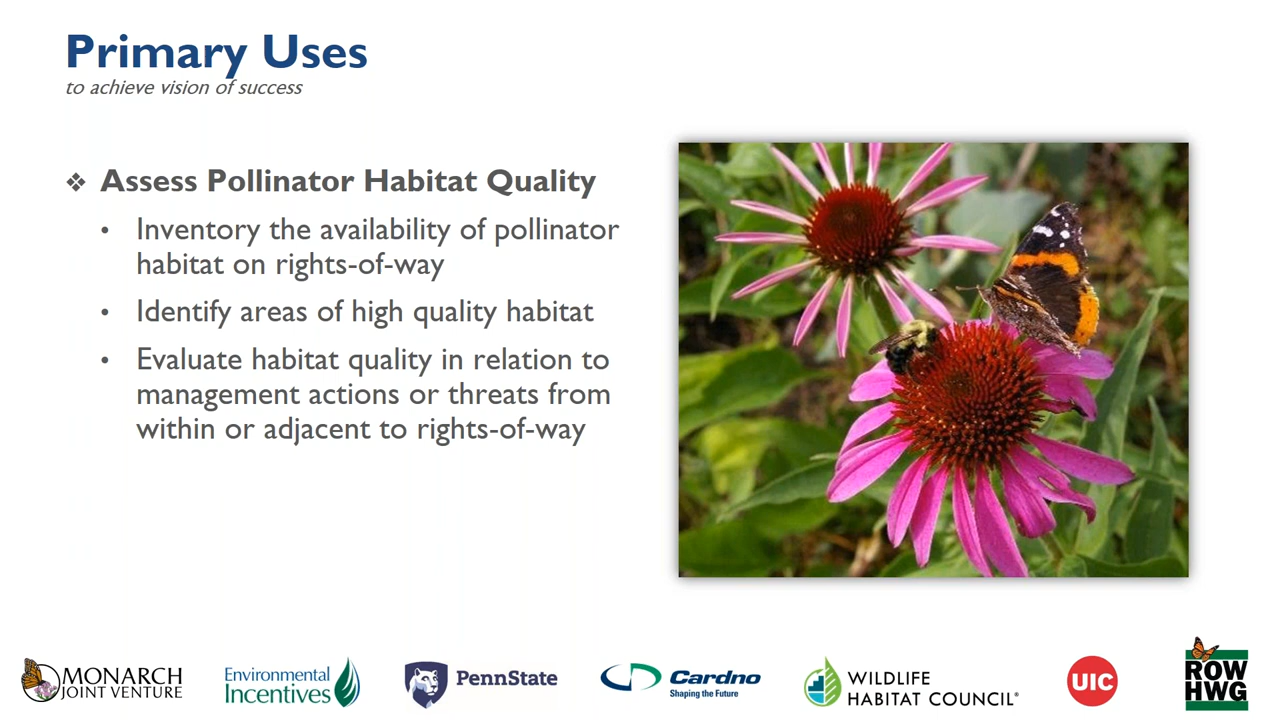 Primary Uses
to achieve vision of success
❖ Assess Pollinator Habitat Quality
• Inventory the availability of pollinator
habitat on rights-of-way
• Identify areas of high quality habitat
• Evaluate habitat quality in relation to
management actions or threats from
within or adjacent to rights-of-way
MONARCH
JOINT VENTURE
Environmental
Incentives
PennState
Cardno
Shaping the Future
WILDLIFE
HABITAT COUNCIL®
UIC
ROW
HWG